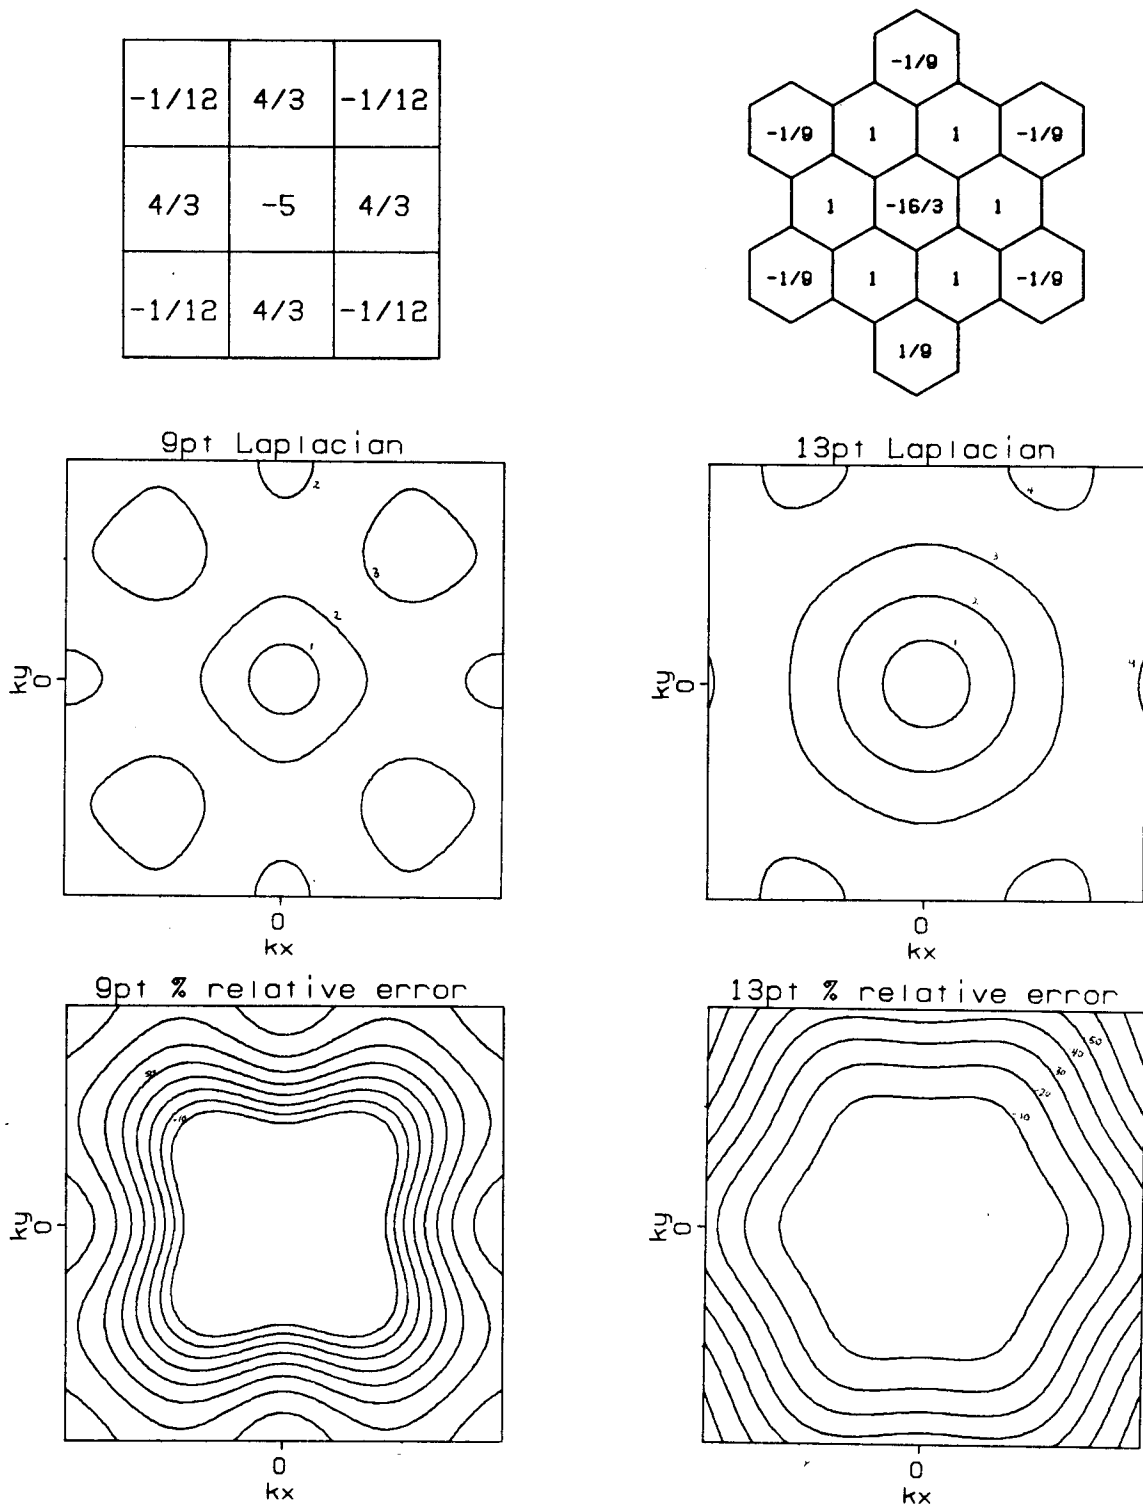 -1/12 4/3 -1/12
4/3 -5 4/3
-1/12 4/3 -1/12
-1/9
-1/9 1 1 -1/9
1 -16/3 1
-1/9 1 1 -1/9
1/9
9pt Laplacian
2
3
2
1
ky
0
0
kx
13pt Laplacian
4
3
2
1
4
ky
0
0
kx
9pt % relative error
50
-10
ky
0
0
kx
13pt % relative error
-50
40
30
-20
-10
ky
0
0
kx